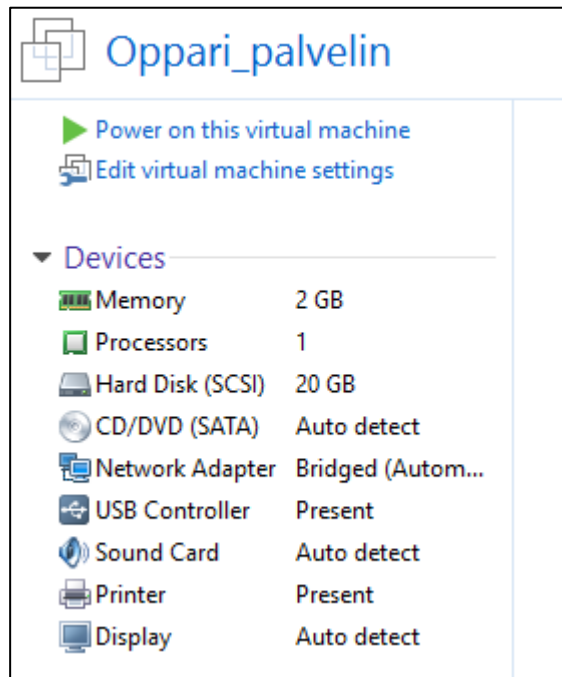 Oppari_palvelin
Power on this virtual machine
Edit virtual machine settings
Devices
Memory 2 GB
Processors 1
Hard Disk (SCSI) 20 GB
CD/DVD (SATA) Auto detect
Network Adapter Bridged (Autom...
USB Controller Present
Sound Card Auto detect
Printer Present
Display Auto detect